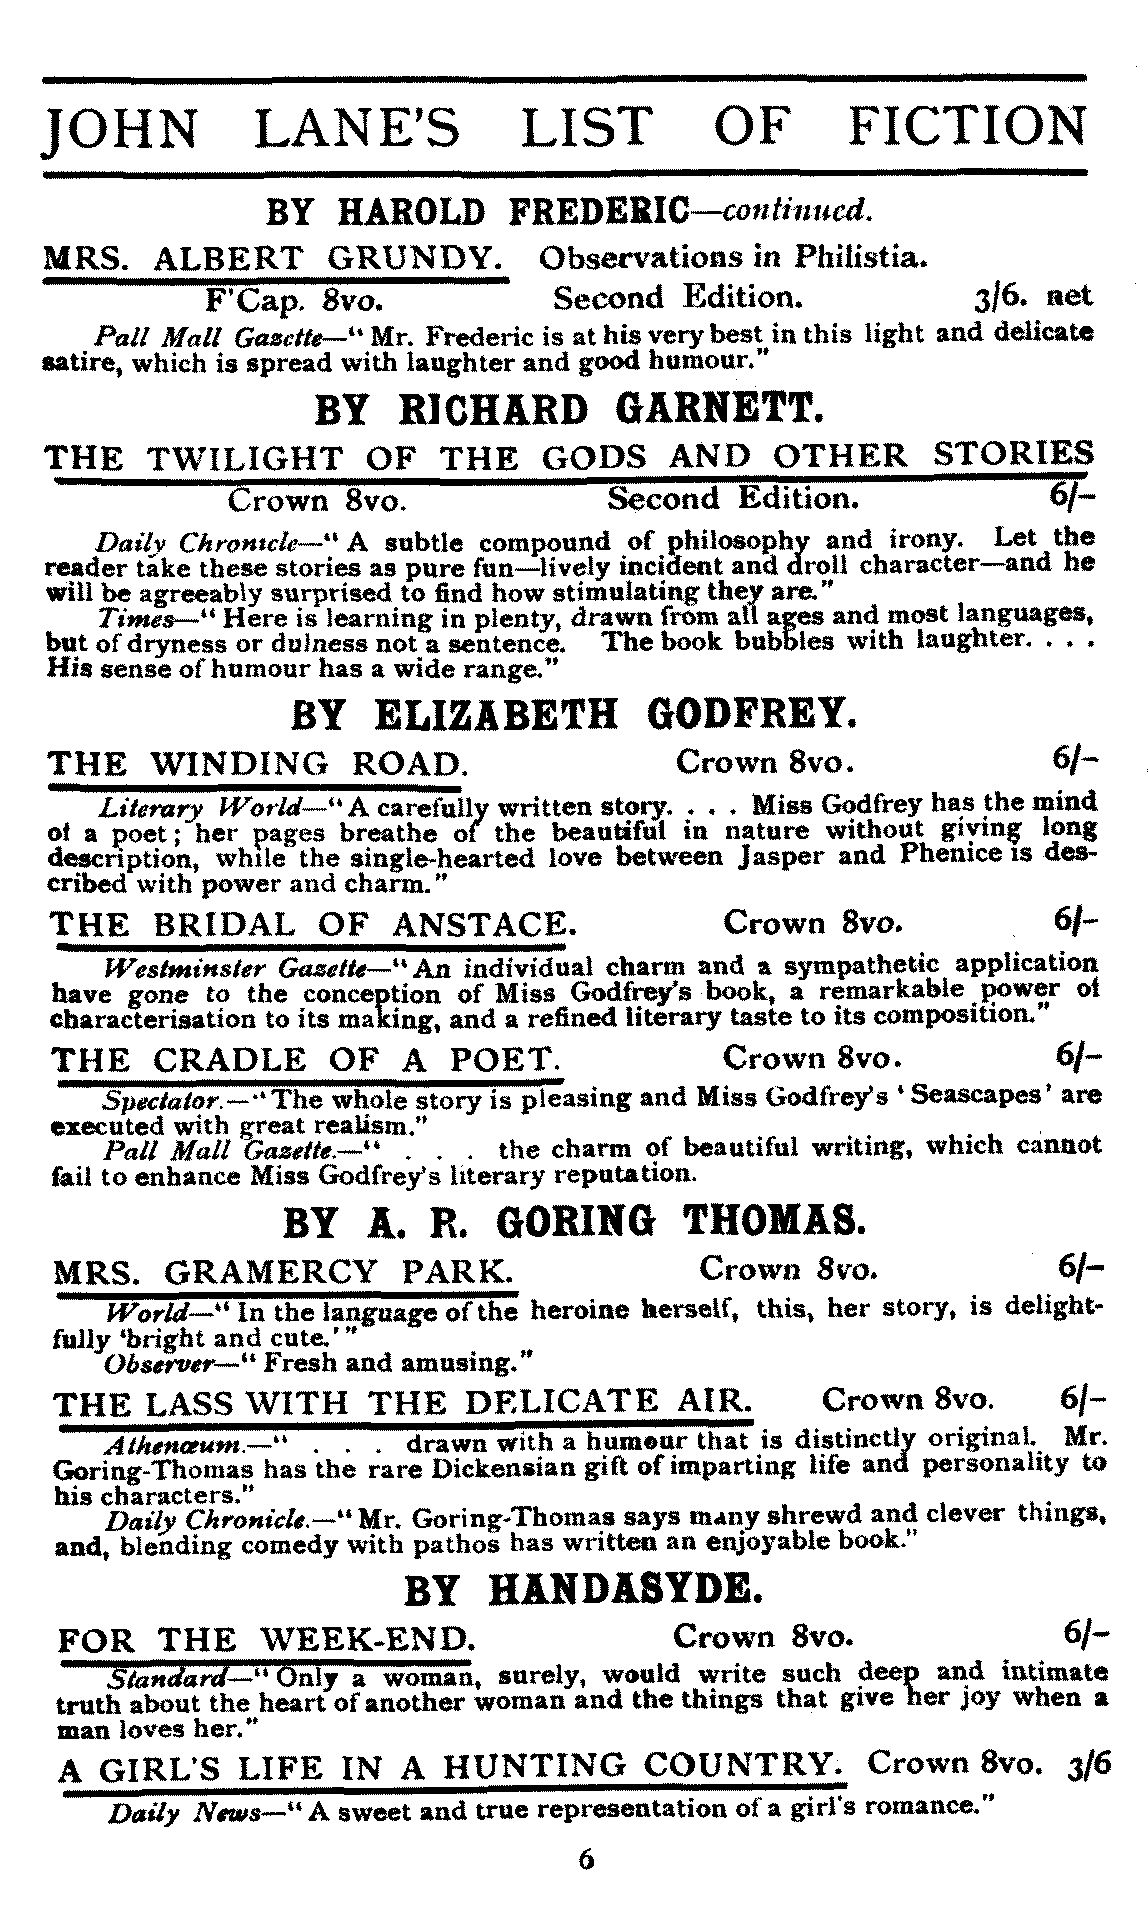 JOHN LANE'S LIST OF FICTION
BY HAROLD FREDERIC—continued.
MRS. ALBERT GRUNDY. Observations in Philistia.
F'Cap. 8vo. Second Edition. 3/6. net
Pall Mall Gazette—"Mr. Frederic is at his very best in this light and delicate
satire, which is spread with laughter and good humour."
BY RICHARD GARNETT.
THE TWILIGHT OF THE GODS AND OTHER STORIES
Crown 8vo. Second Edition. 6/-
Daily Chronicle—"A subtle compound of philosophy and irony. Let the
reader take these stories as pure fun—lively incident and droll character—and he
will be agreeably surprised to find how stimulating they are."
Times—"Here is learning in plenty, drawn from all ages and most languages,
but of dryness or dulness not a sentence. The book bubbles with laughter. . . .
His sense of humour has a wide range."
BY ELIZABETH GODFREY.
THE WINDING ROAD. Crown 8vo. 6/-
Literary World—"A carefully written story. . . . Miss Godfrey has the mind
of a poet; her pages breathe of the beautiful in nature without giving long
description, while the single-hearted love between Jasper and Phenice is des-
cribed with power and charm."
THE BRIDAL OF ANSTACE. Crown 8vo. 6/-
Westminster Gazette—"An individual charm and a sympathetic application
have gone to the conception of Miss Godfrey's book, a remarkable power of
characterisation to its making, and a refined literary taste to its composition."
THE CRADLE OF A POET. Crown 8vo. 6/-
Spectator.—"The whole story is pleasing and Miss Godfrey's 'Seascapes' are
executed with great realism."
Pall Mall Gazette.—" . . . the charm of beautiful writing, which cannot
fail to enhance Miss Godfrey's literary reputation.
BY A. R. GORING THOMAS.
MRS. GRAMERCY PARK. Crown 8vo. 6/-
World—"In the language of the heroine herself, this, her story, is delight-
fully 'bright and cute.'"
Observer—"Fresh and amusing."
THE LASS WITH THE DELICATE AIR. Crown 8vo. 6/-
Athenæum.—" . . . drawn with a humour that is distinctly original. Mr.
Goring-Thomas has the rare Dickensian gift of imparting life and personality to
his characters."
Daily Chronicle.—"Mr. Goring-Thomas says many shrewd and clever things,
and, blending comedy with pathos has written an enjoyable book."
BY HANDASYDE.
FOR THE WEEK-END. Crown 8vo. 6/-
Standard—"Only a woman, surely, would write such deep and intimate
truth about the heart of another woman and the things that give her joy when a
man loves her."
A GIRL'S LIFE IN A HUNTING COUNTRY. Crown 8vo. 3/6
Daily News—"A sweet and true representation of a girl's romance."
6